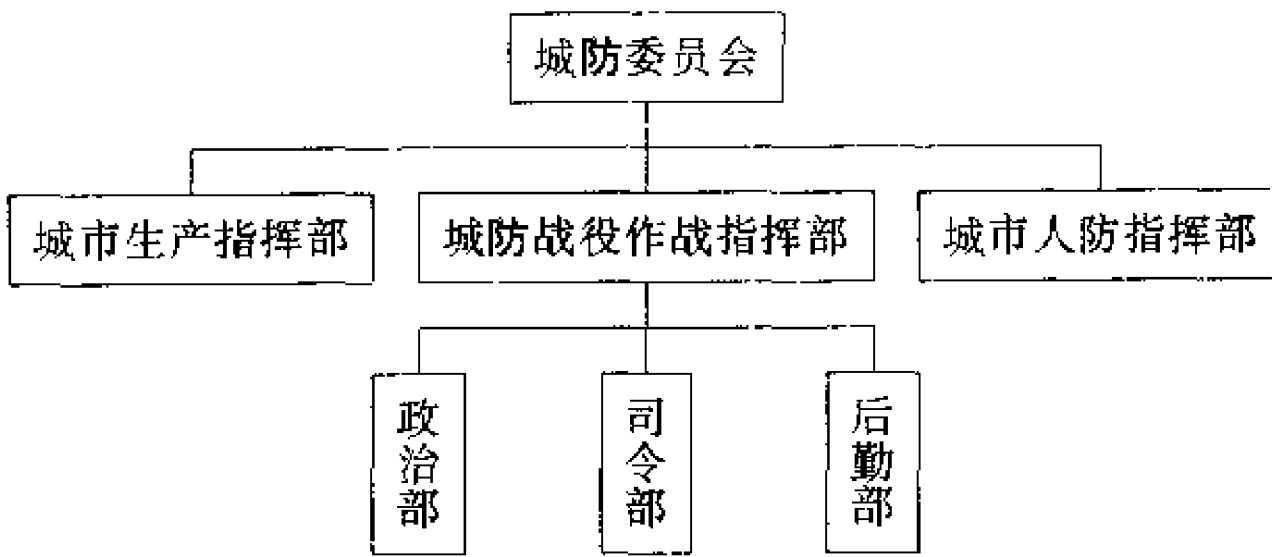 城防委员会
城市生产指挥部
城防战役作战指挥部
城市人防指挥部
政治部
司令部
后勤部